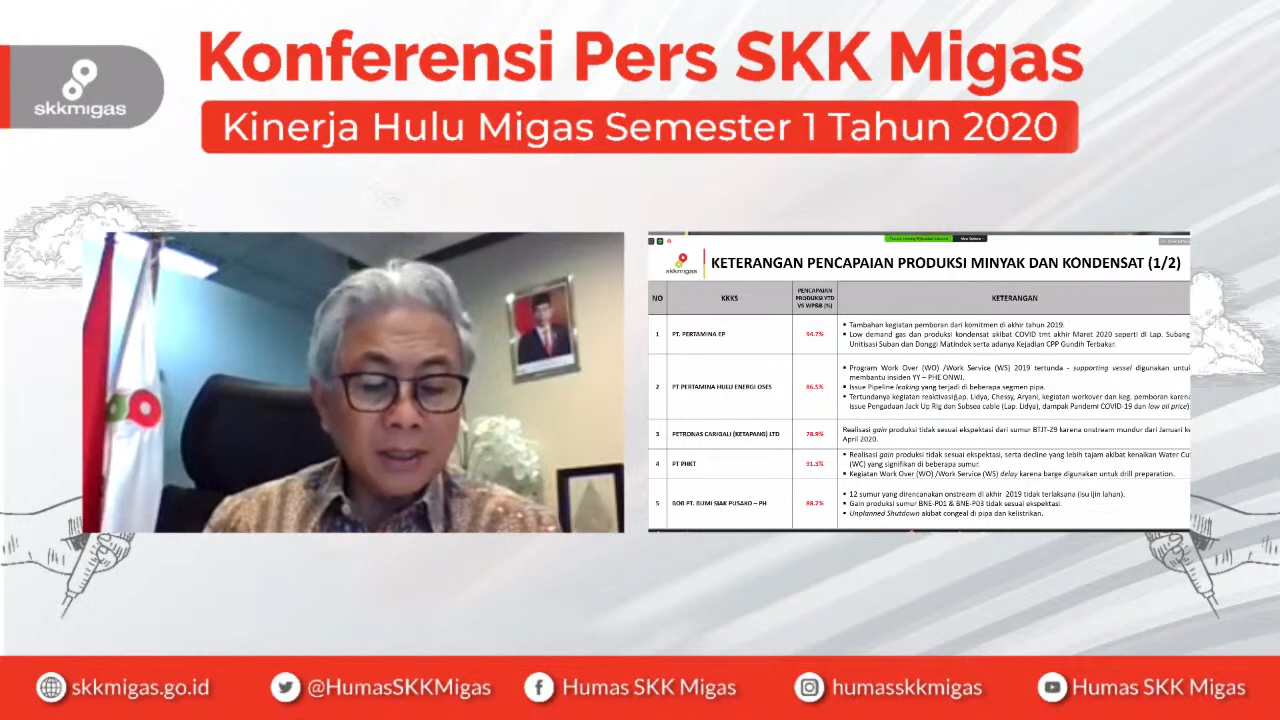 Konferensi Pers SKK Migas
skkmigas
Kinerja Hulu Migas Semester 1 Tahun 2020
skkmigas
KETERANGAN PENCAPAIAN PRODUKSI MINYAK DAN KONDENSAT (1/2)
NO
KKKS
PENCAPAIAN
PRODUKSI YTD
VS WP&B (%)
KETERANGAN
1
PT. PERTAMINA EP
94.7%
▪ Tambahan kegiatan pemboran dari komitmen di akhir tahun 2019.
▪ Low demand gas dan produksi kondensat akibat COVID tmt akhir Maret 2020 seperti di Lap. Subang
Unitisasi Suban dan Donggi Matindok serta adanya Kejadian CPP Gundih Terbakar.
2
PT PERTAMINA HULU ENERGI OSES
86.5%
▪ Program Work Over (WO) /Work Service (WS) 2019 tertunda - supporting vessel digunakan untuk
membantu insiden YY – PHE ONWJ.
▪ Issue Pipeline leaking yang terjadi di beberapa segmen pipa.
▪ Tertundanya kegiatan reaktivasi Lap. Lidya, Chessy, Aryani, kegiatan workover dan keg. pemboran karena
issue Pengadaan Jack Up Rig dan Subsea cable (Lap. Lidya), dampak Pandemi COVID-19 dan low oil price)
3
PETRONAS CARIGALI (KETAPANG) LTD
78.9%
Realisasi gain produksi tidak sesuai ekspektasi dari sumur BTJT-29 karena onstream mundur dari Januari ke
April 2020.
4
PT PHKT
91.3%
▪ Realisasi gain produksi tidak sesuai ekspektasi, serta decline yang lebih tajam akibat kenaikan Water Cut
(WC) yang signifikan di beberapa sumur.
▪ Kegiatan Work Over (WO) /Work Service (WS) delay karena barge digunakan untuk drill preparation.
5
BOB PT. BUMI SIAK PUSAKO – PH
88.2%
▪ 12 sumur yang direncanakan onstream di akhir 2019 tidak terlaksana (isu ijin lahan).
▪ Gain produksi sumur BNE-P01 & BNE-P03 tidak sesuai ekspektasi.
▪ Unplanned Shutdown akibat congeal di pipa dan kelistrikan.
skkmigas.go.id
@HumasSKKMigas
Humas SKK Migas
humasskkmigas
Humas SKK Migas